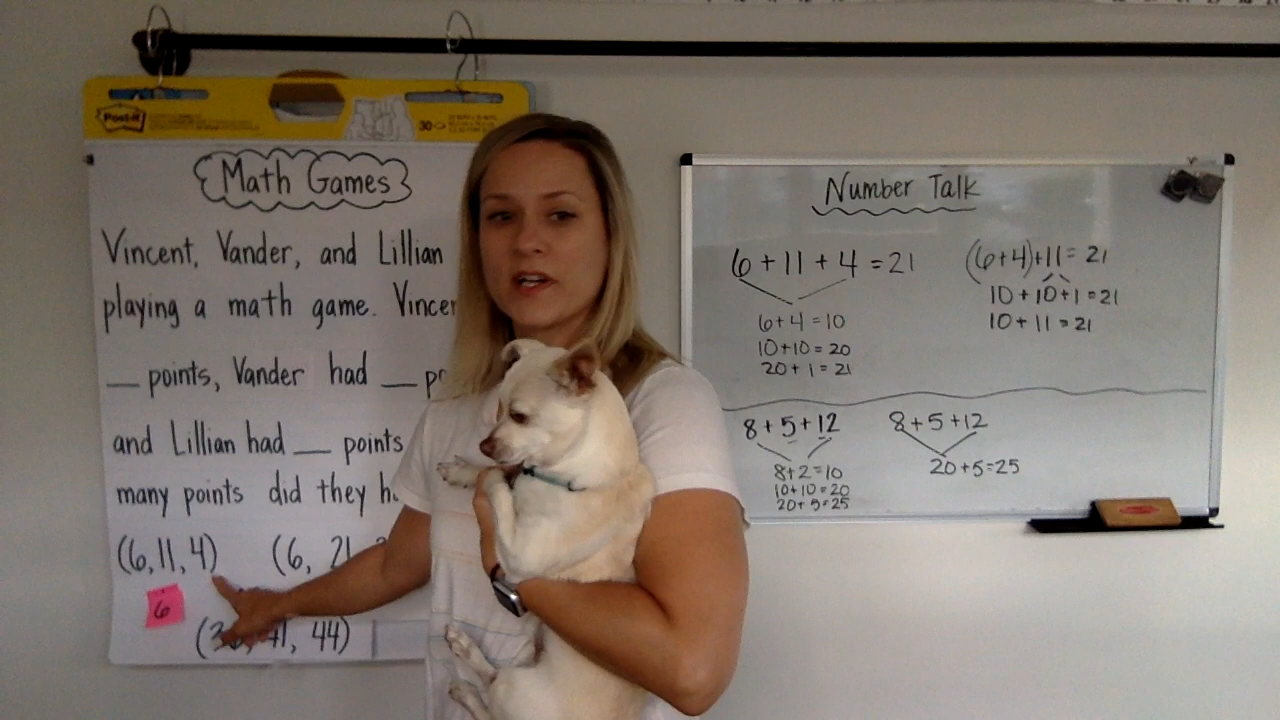 Post-it
30
Math Games
Vincent, Vander, and Lillian
playing a math game.
points, Vander had
and Lillian had ___ points
many points did they
(6, 11, 4) (6, 21,
6
44)
Number Talk
6 + 11 + 4 = 21
6+4 = 10
10+10 = 20
20 + 1 = 21
(6+4)+11 = 21
10 + 10 + 1 = 21
10 + 11 = 21
8 + 5 + 12
8+2=10
10+10=20
20+5=25
8+5+12
20+5=25